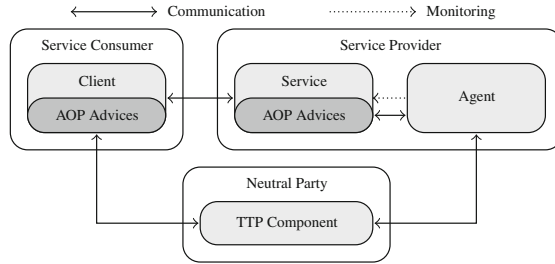 Communication
Monitoring
Service Consumer
Service Provider
Client
AOP Advices
Service
AOP Advices
Agent
Neutral Party
TTP Component